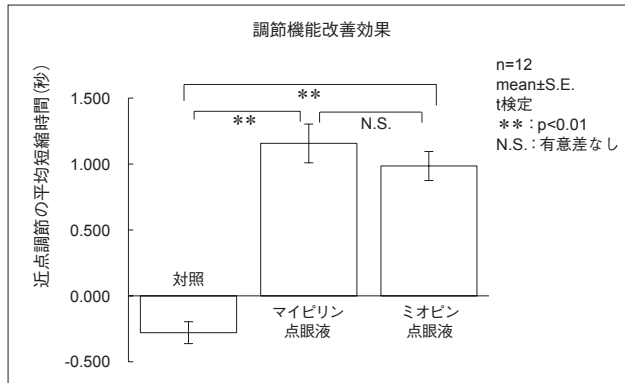 調節機能改善効果
近点調節の平均短縮時間(秒)
1.500
1.000
0.500
0.000
-0.500
**
**
N.S.
対照
マイピリン
点眼液
ミオピン
点眼液
n=12
mean±S.E.
t検定
**:p<0.01
N.S.:有意差なし